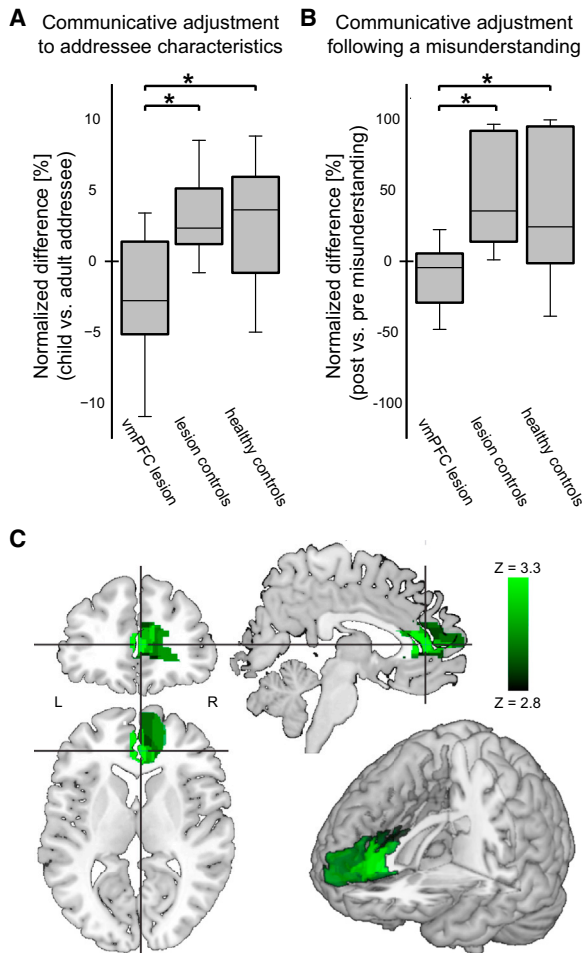 A
Communicative adjustment
to addressee characteristics
*
*
Normalized difference [%]
(child vs. adult addressee)
10
5
0
−5
−10
vmPFC lesion
lesion controls
healthy controls
B
Communicative adjustment
following a misunderstanding
*
*
Normalized difference [%]
(post vs. pre misunderstanding)
100
50
0
-50
-100
vmPFC lesion
lesion controls
healthy controls
C
Z = 3.3
L
R
Z = 2.8